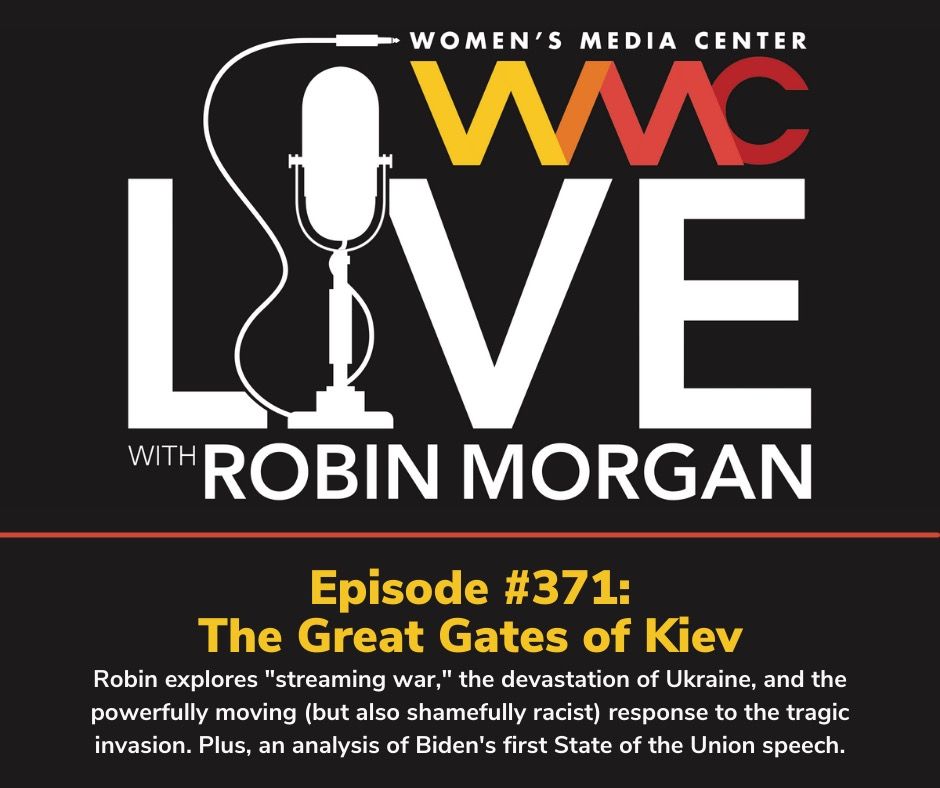 WOMEN'S MEDIA CENTER
WMC
LIVE
WITH ROBIN MORGAN
Episode #371:
The Great Gates of Kiev
Robin explores "streaming war," the devastation of Ukraine, and the
powerfully moving (but also shamefully racist) response to the tragic
invasion. Plus, an analysis of Biden's first State of the Union speech.